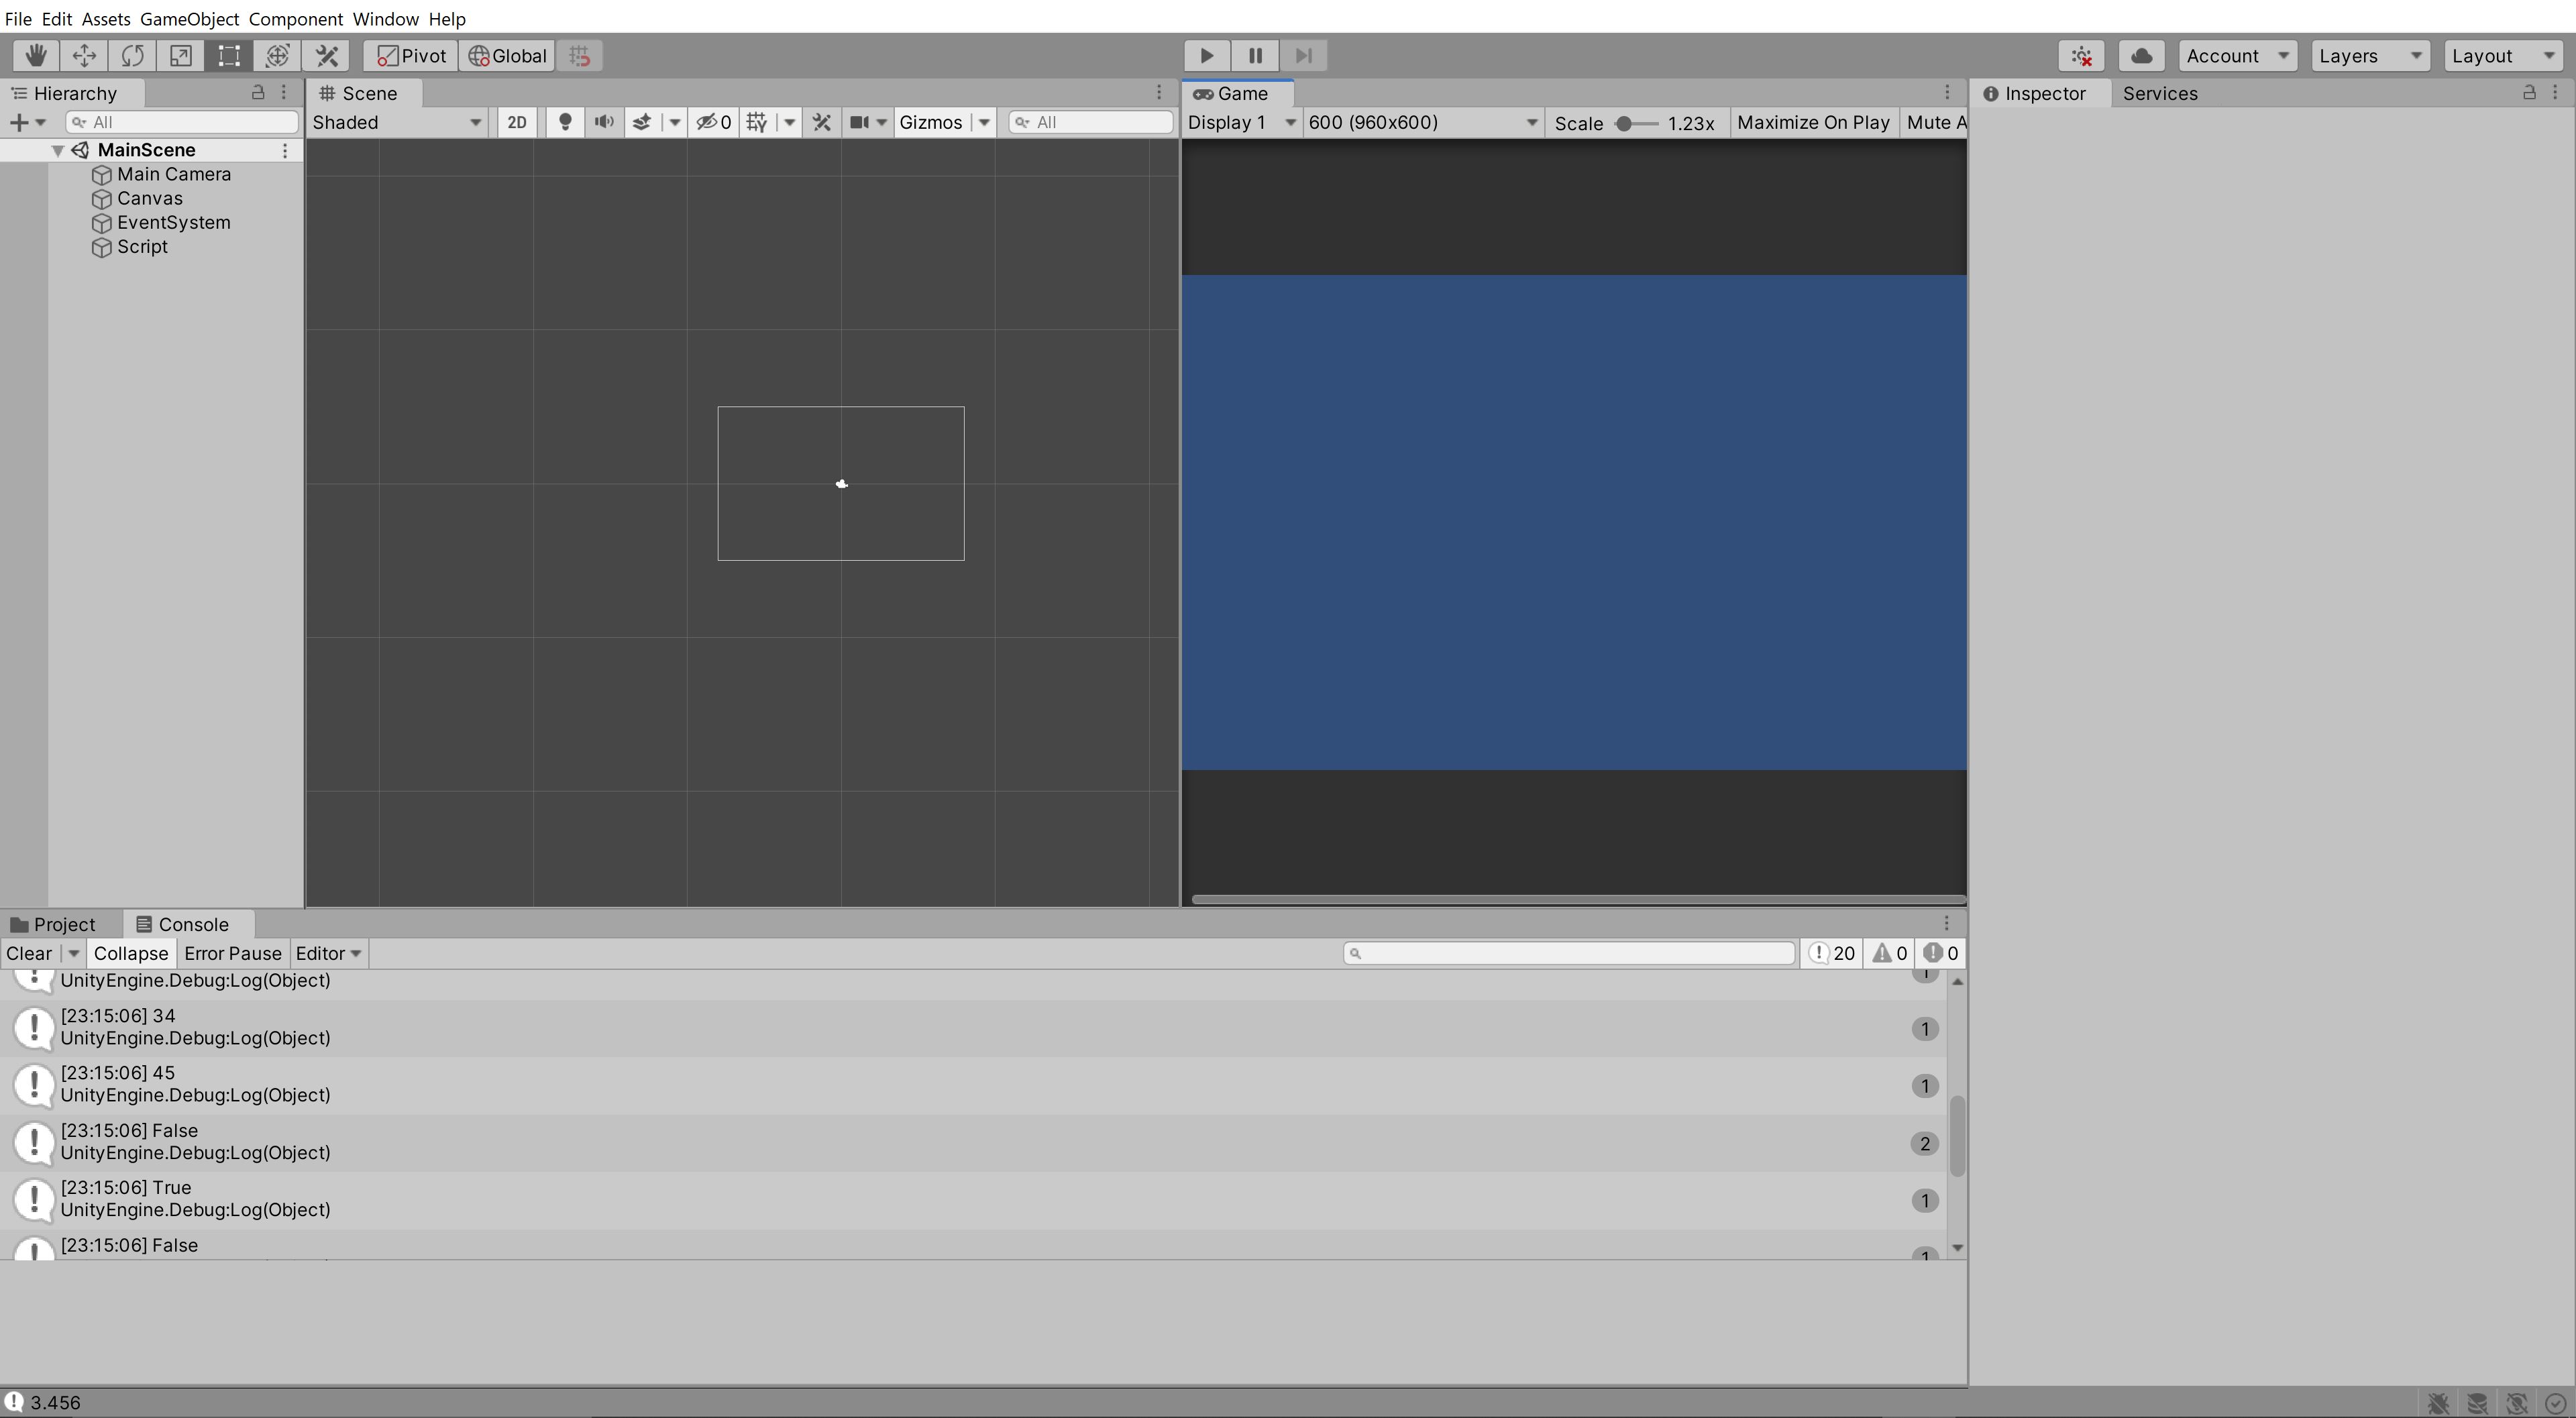 File Edit Assets GameObject Component Window Help
Pivot Global Account Layers Layout
Hierarchy
All
MainScene
Main Camera
Canvas
EventSystem
Script
Scene
Shaded 2D 0 Gizmos All
Game
Display 1 600 (960x600) Scale 1.23x Maximize On Play Mute A
Inspector Services
Project Console
Clear Collapse Error Pause Editor 20 0 0
UnityEngine.Debug:Log(Object) 1
[23:15:06] 34
UnityEngine.Debug:Log(Object) 1
[23:15:06] 45
UnityEngine.Debug:Log(Object) 1
[23:15:06] False
UnityEngine.Debug:Log(Object) 2
[23:15:06] True
UnityEngine.Debug:Log(Object) 1
[23:15:06] False 1
3.456